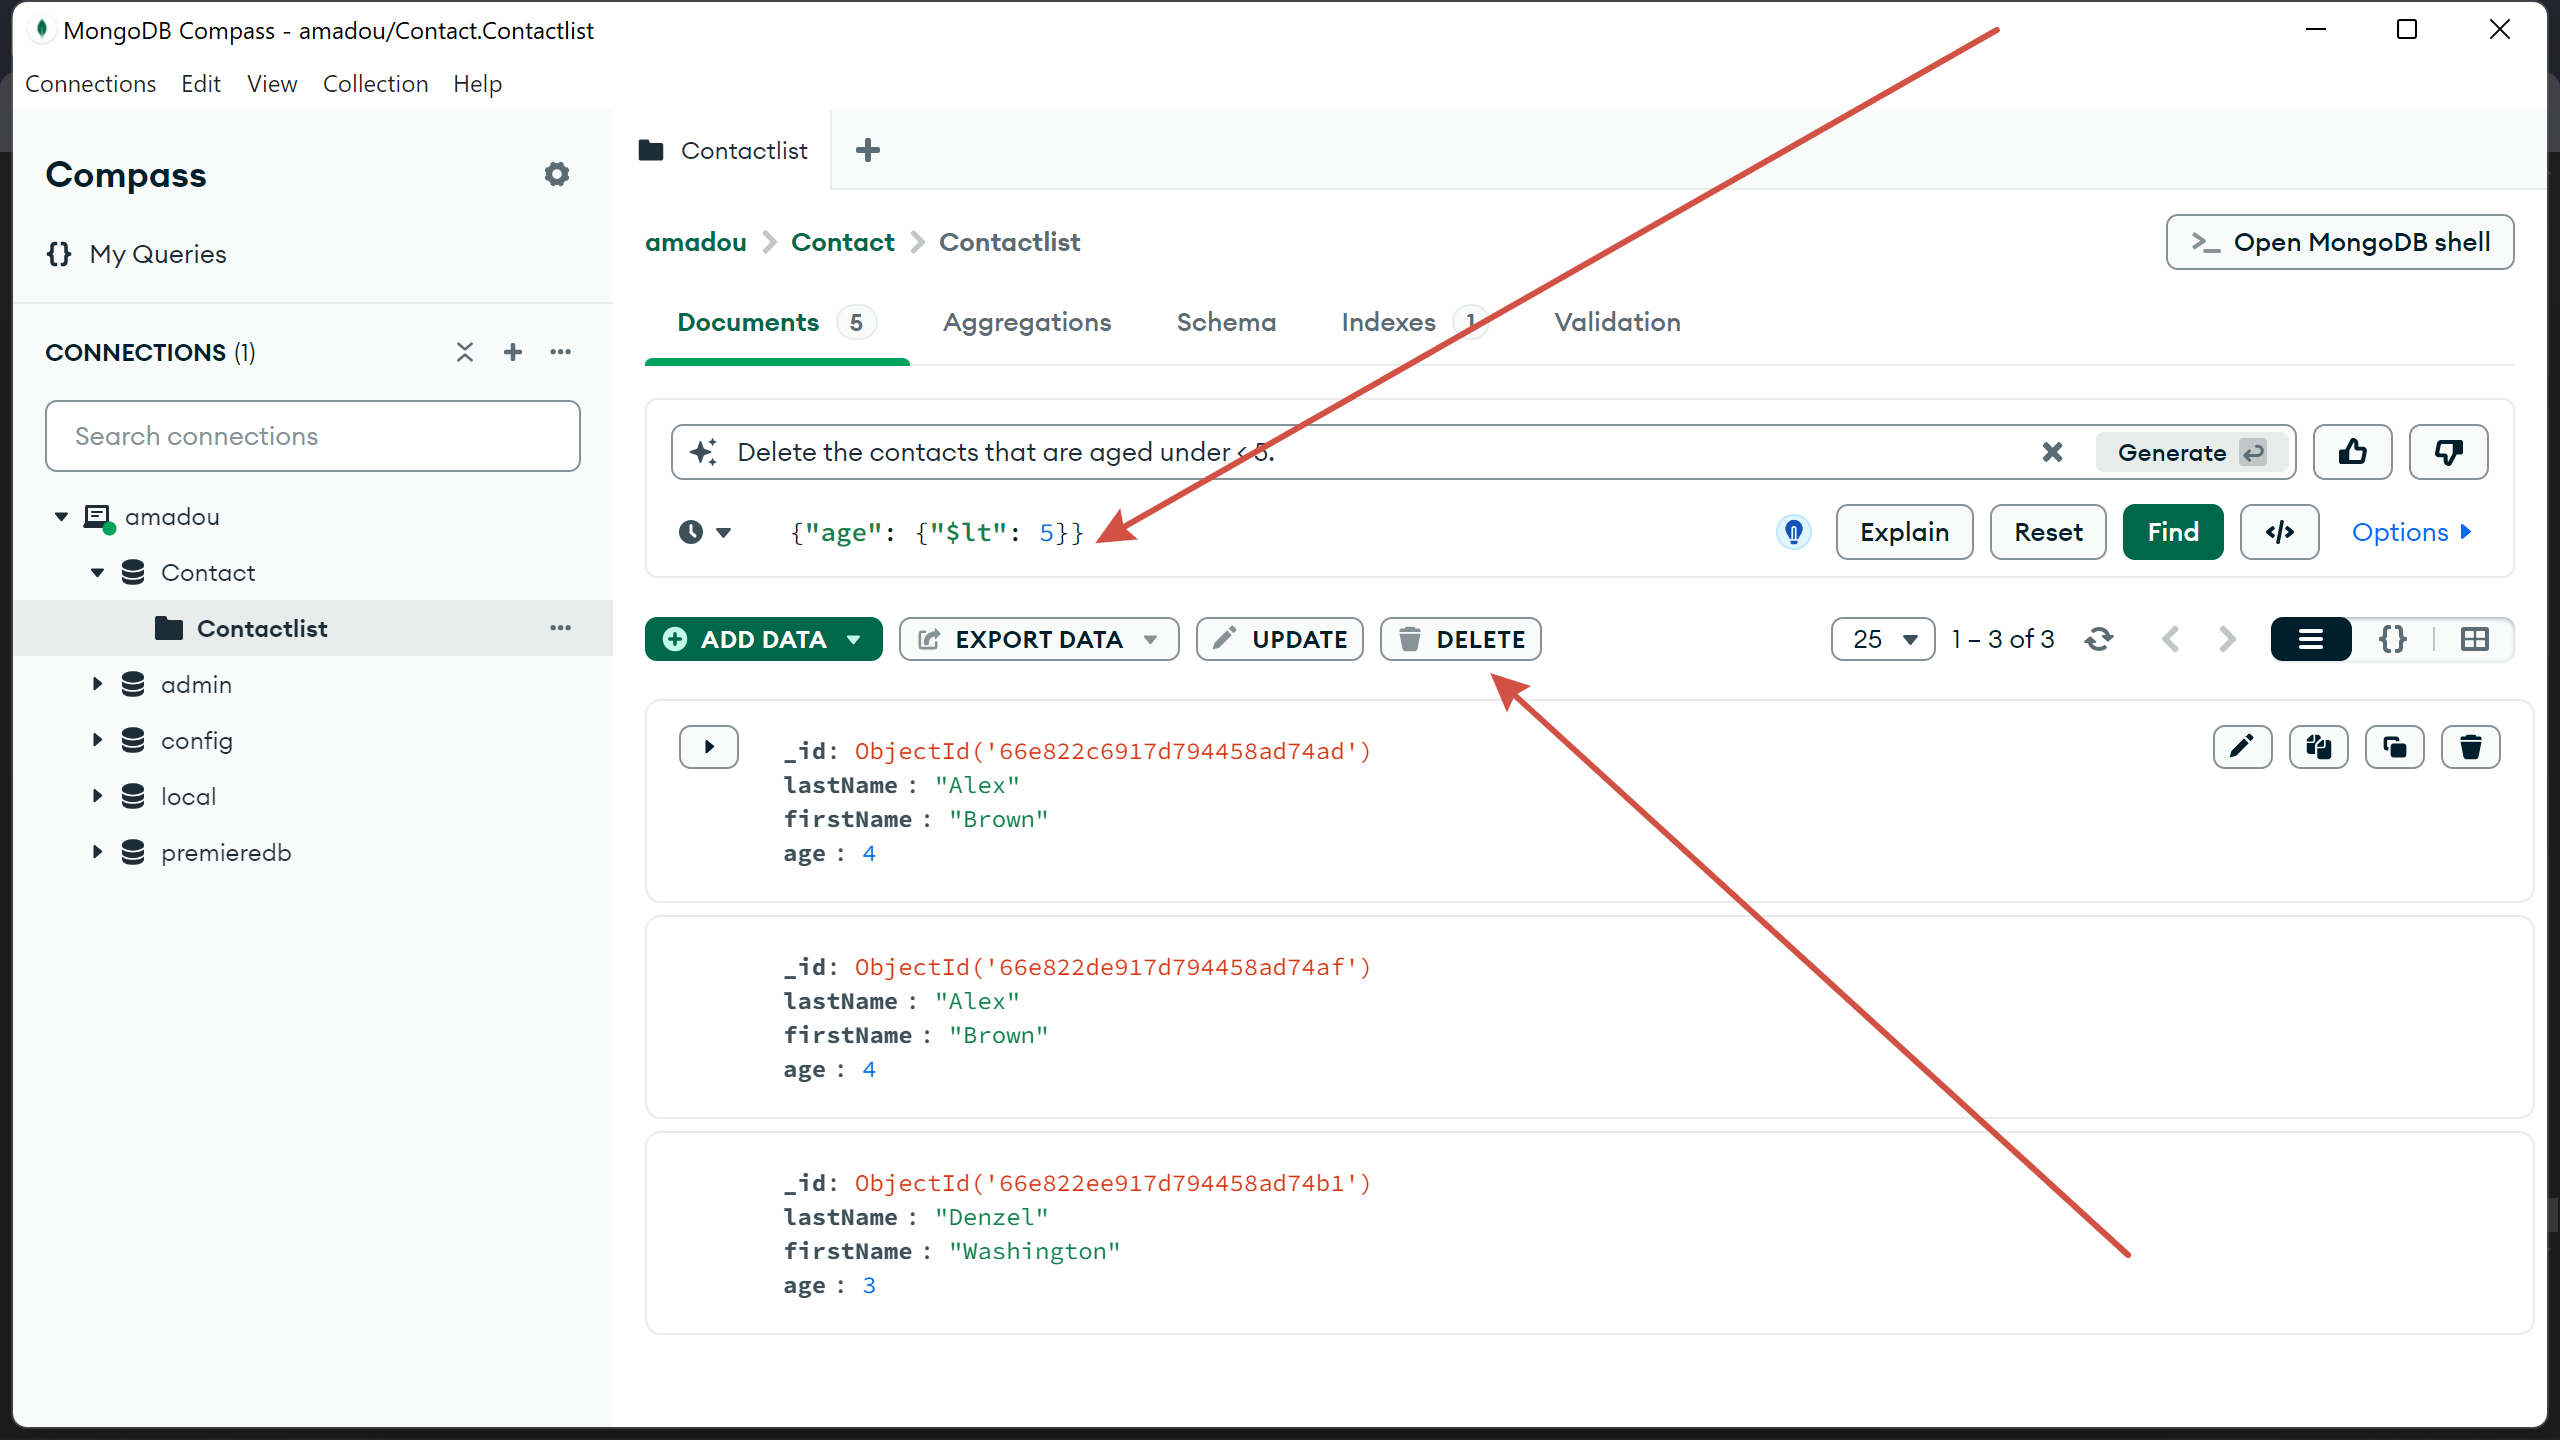 MongoDB Compass - amadou/Contact.Contactlist
Connections Edit View Collection Help
Compass
My Queries
CONNECTIONS (1)
Search connections
amadou
Contact
Contactlist
admin
config
local
premieredb
Contactlist
amadou > Contact > Contactlist
>_ Open MongoDB shell
Documents 5 Aggregations Schema Indexes 1 Validation
Delete the contacts that are aged under < 5.
Generate
{"age": {"$lt": 5}}
Explain Reset Find </> Options
ADD DATA EXPORT DATA UPDATE DELETE
25 1 – 3 of 3 {}
_id: ObjectId('66e822c6917d794458ad74ad')
lastName : "Alex"
firstName : "Brown"
age : 4
_id: ObjectId('66e822de917d794458ad74af')
lastName : "Alex"
firstName : "Brown"
age : 4
_id: ObjectId('66e822ee917d794458ad74b1')
lastName : "Denzel"
firstName : "Washington"
age : 3